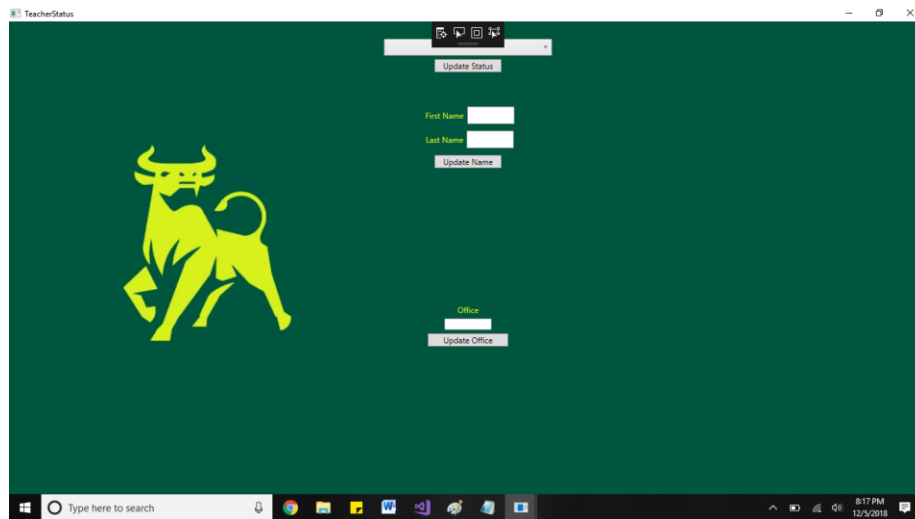 TeacherStatus
Update Status
First Name
Last Name
Update Name
Office
Update Office
Type here to search
8:17 PM
12/5/2018